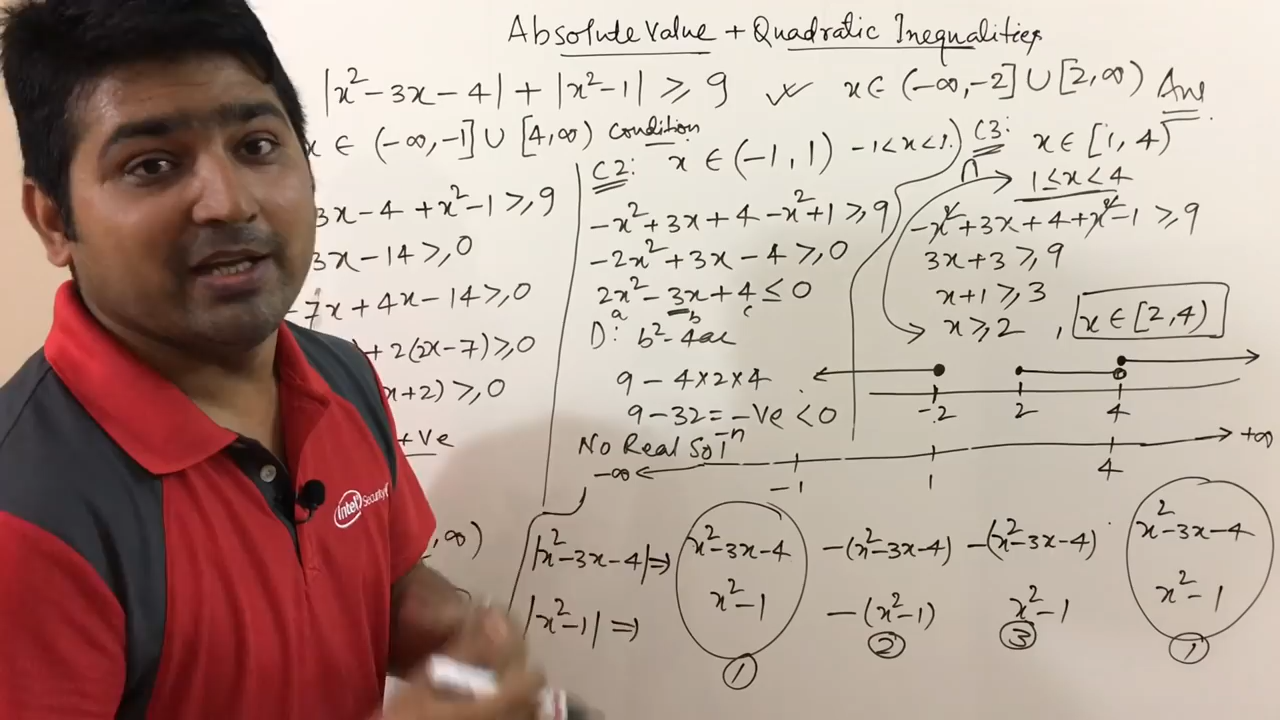 Absolute Value + Quadratic Inequalities
|x²-3x-4| + |x²-1| ≥ 9 x ∈ (-∞,-2] ∪ [2,∞) Ans
x ∈ (-∞,-1] ∪ [4,∞) Condition
3x-4 + x²-1 ≥ 9
3x-14 ≥ 0
-7x+4x-14 ≥ 0
+2(2x-7) ≥ 0
(x+2) ≥ 0
+ve
,∞)
C2: x ∈ (-1,1) -1<x<1
-x²+3x+4-x²+1 ≥ 9
-2x²+3x-4 ≥ 0
2x²-3x+4 ≤ 0
a b c
D: b²-4ac
9-4×2×4
9-32 = -ve < 0
No Real Solⁿ
C3: x ∈ [1,4)
∩ 1≤x<4
-x²+3x+4+x²-1 ≥ 9
3x+3 ≥ 9
x+1 ≥ 3
x ≥ 2 , x ∈ [2,4)
-2 2 4
-∞ +∞
-1 1 4
|x²-3x-4| ⇒ x²-3x-4 -(x²-3x-4) -(x²-3x-4) x²-3x-4
|x²-1| ⇒ x²-1 -(x²-1) x²-1 x²-1
1 2 3 1
intel Security